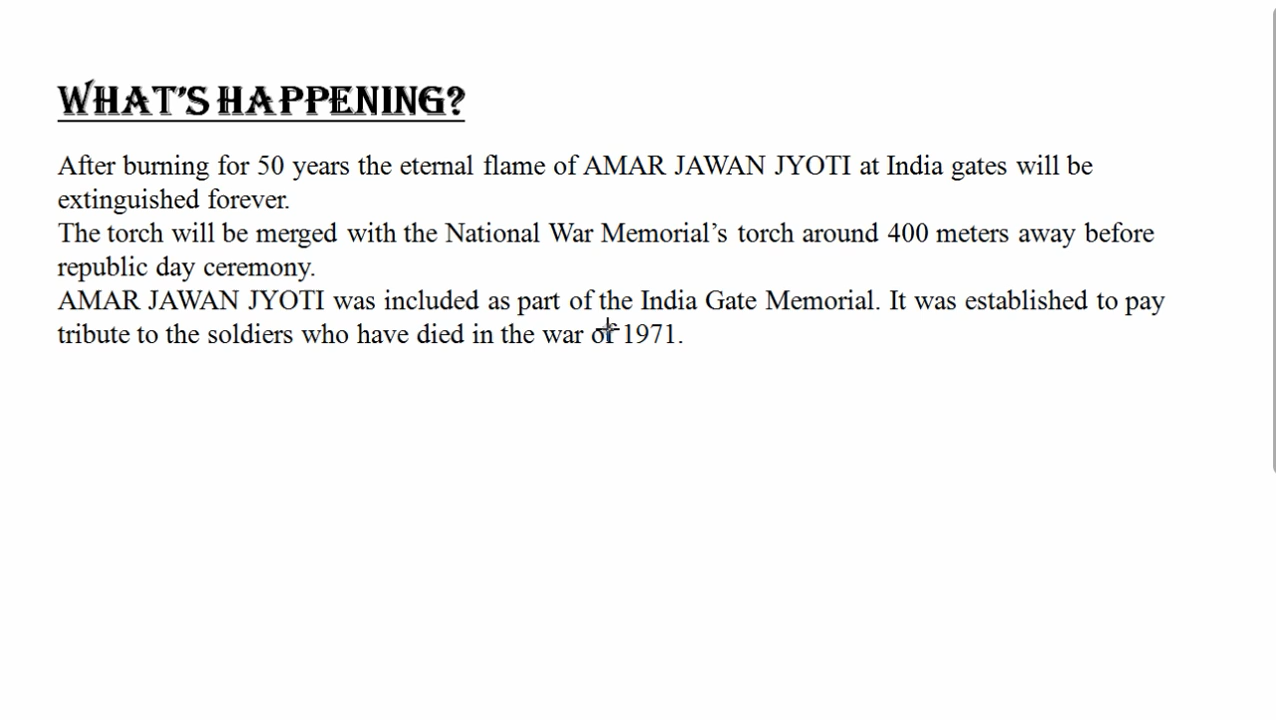 WHAT'S HAPPENING?
After burning for 50 years the eternal flame of AMAR JAWAN JYOTI at India gates will be
extinguished forever.
The torch will be merged with the National War Memorial’s torch around 400 meters away before
republic day ceremony.
AMAR JAWAN JYOTI was included as part of the India Gate Memorial. It was established to pay
tribute to the soldiers who have died in the war of 1971.